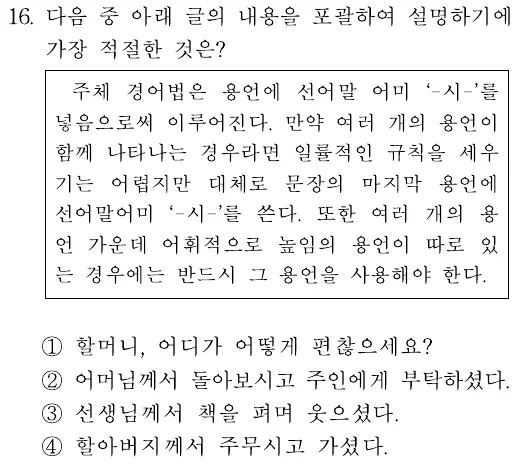 16. 다음 중 아래 글의 내용을 포괄하여 설명하기에
가장 적절한 것은?
주체 경어법은 용언에 선어말 어미 ‘-시-’를
넣음으로써 이루어진다. 만약 여러 개의 용언이
함께 나타나는 경우라면 일률적인 규칙을 세우
기는 어렵지만 대체로 문장의 마지막 용언에
선어말어미 ‘-시-’를 쓴다. 또한 여러 개의 용
언 가운데 어휘적으로 높임의 용언이 따로 있
는 경우에는 반드시 그 용언을 사용해야 한다.
① 할머니, 어디가 어떻게 편찮으세요?
② 어머님께서 돌아보시고 주인에게 부탁하셨다.
③ 선생님께서 책을 펴며 웃으셨다.
④ 할아버지께서 주무시고 가셨다.